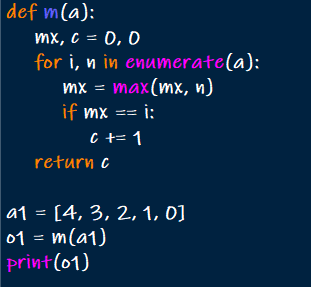 def m(a):
    mx, c = 0, 0
    for i, n in enumerate(a):
        mx = max(mx, n)
        if mx == i:
            c += 1
    return c

a1 = [4, 3, 2, 1, 0]
o1 = m(a1)
print(o1)